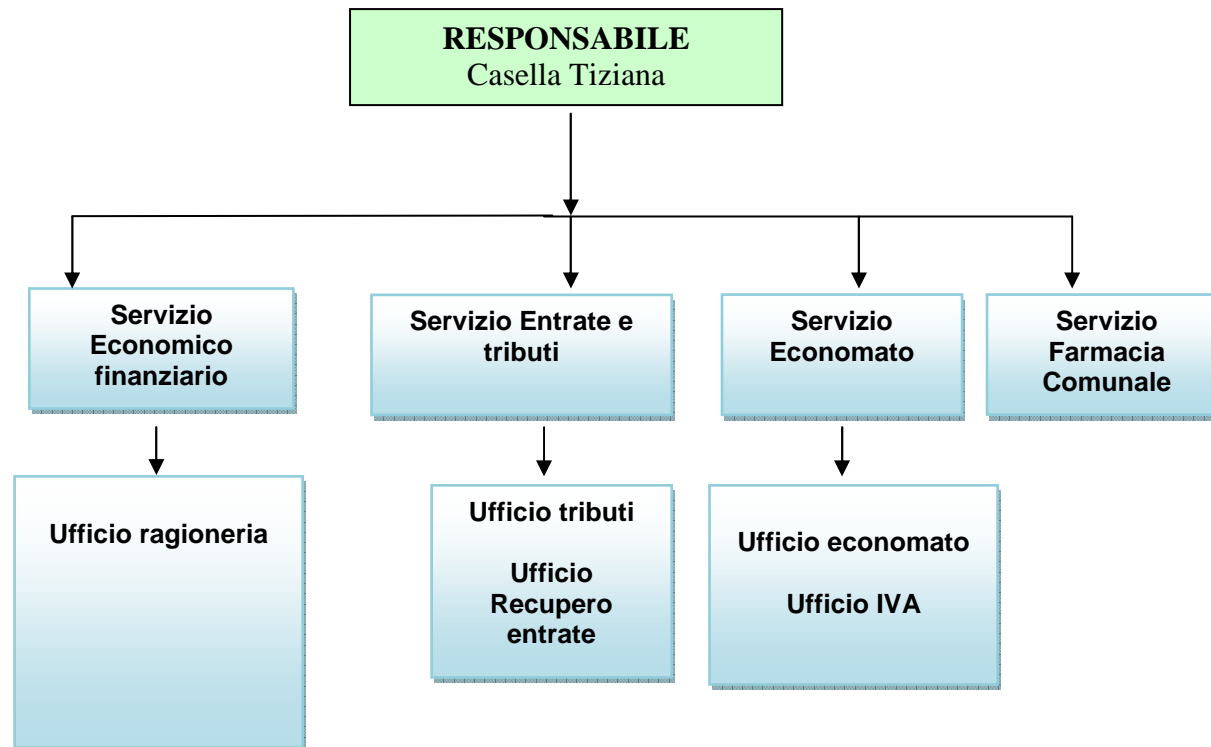 RESPONSABILE
Casella Tiziana
Servizio
Economico
finanziario
Servizio Entrate e
tributi
Servizio
Economato
Servizio
Farmacia
Comunale
Ufficio ragioneria
Ufficio tributi
Ufficio
Recupero
entrate
Ufficio economato
Ufficio IVA